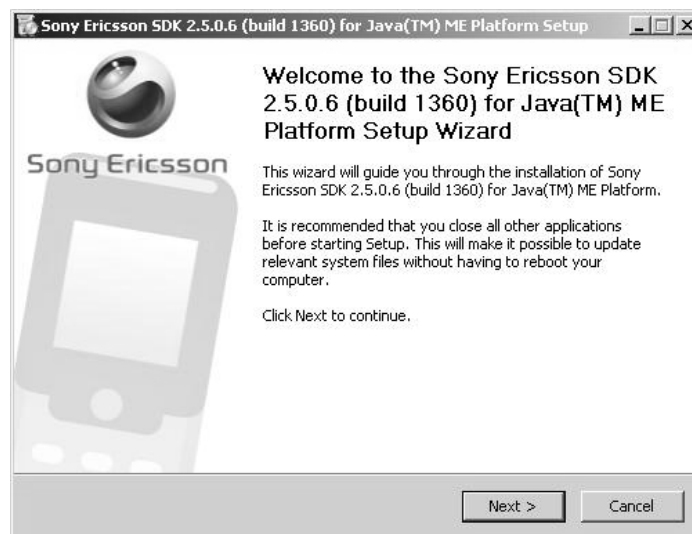 Sony Ericsson SDK 2.5.0.6 (build 1360) for Java(TM) ME Platform Setup
Sony Ericsson
Welcome to the Sony Ericsson SDK
2.5.0.6 (build 1360) for Java(TM) ME
Platform Setup Wizard
This wizard will guide you through the installation of Sony
Ericsson SDK 2.5.0.6 (build 1360) for Java(TM) ME Platform.
It is recommended that you close all other applications
before starting Setup. This will make it possible to update
relevant system files without having to reboot your
computer.
Click Next to continue.
Next >
Cancel